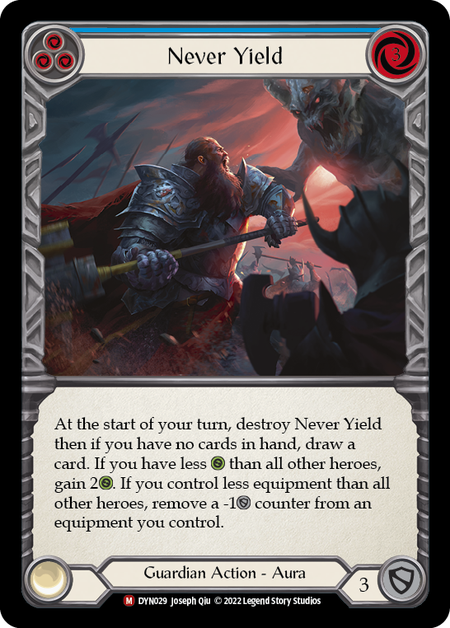 Never Yield
3
At the start of your turn, destroy Never Yield
then if you have no cards in hand, draw a
card. If you have less than all other heroes,
gain 2. If you control less equipment than all
other heroes, remove a -1 counter from an
equipment you control.
Guardian Action - Aura
3
M DYN029 Joseph Qiu © 2022 Legend Story Studios